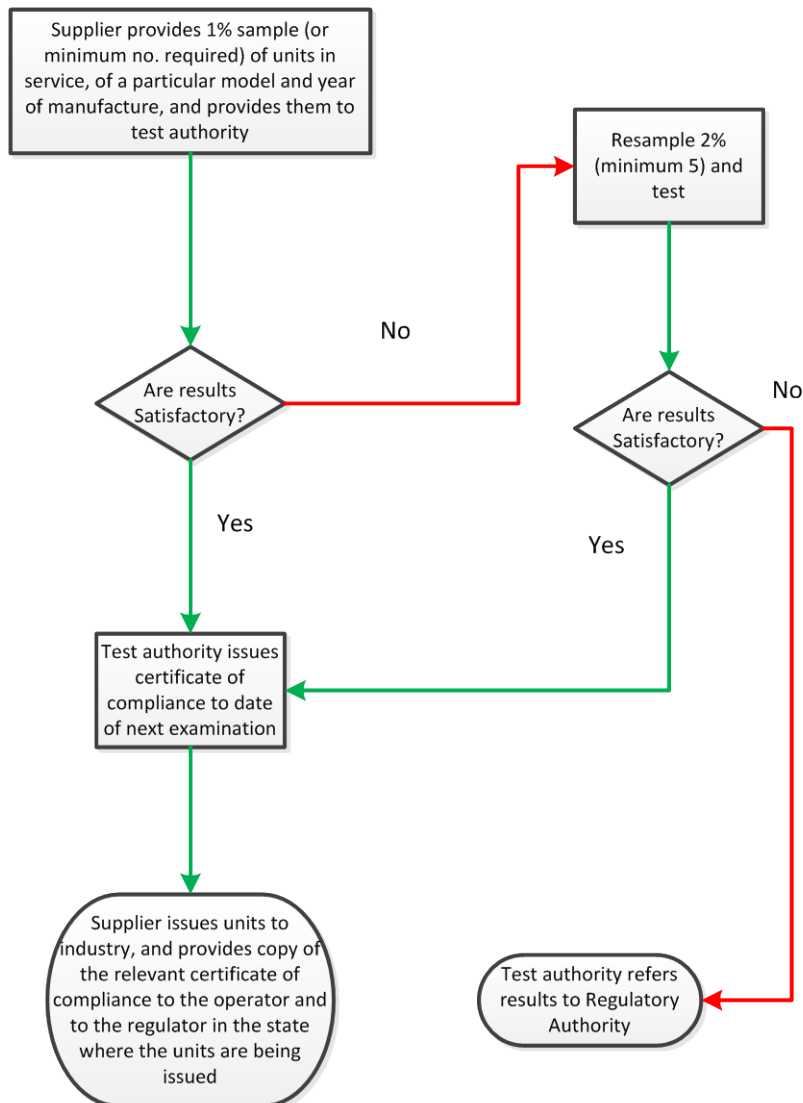 Supplier provides 1% sample (or
minimum no. required) of units in
service, of a particular model and year
of manufacture, and provides them to
test authority
Resample 2%
(minimum 5) and
test
No
Are results
Satisfactory?
No
Are results
Satisfactory?
Yes
Yes
Test authority issues
certificate of
compliance to date
of next examination
Supplier issues units to
industry, and provides copy of
the relevant certificate of
compliance to the operator and
to the regulator in the state
where the units are being
issued
Test authority refers
results to Regulatory
Authority